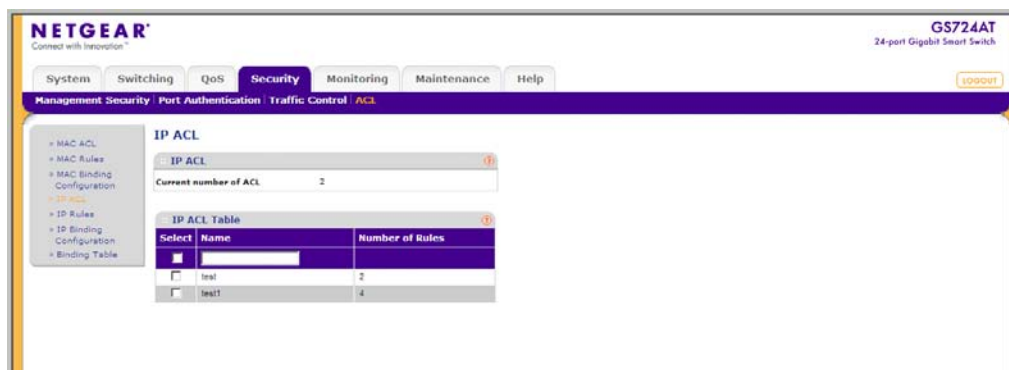 NETGEAR
Connect with Innovation™
GS724AT
24-port Gigabit Smart Switch
System Switching QoS Security Monitoring Maintenance Help
LOGOUT
Management Security Port Authentication Traffic Control ACL
MAC ACL
MAC Rules
MAC Binding
Configuration
IP ACL
IP Rules
IP Binding
Configuration
Binding Table
IP ACL
IP ACL
Current number of ACL 2
IP ACL Table
Select Name Number of Rules
test 2
test1 4